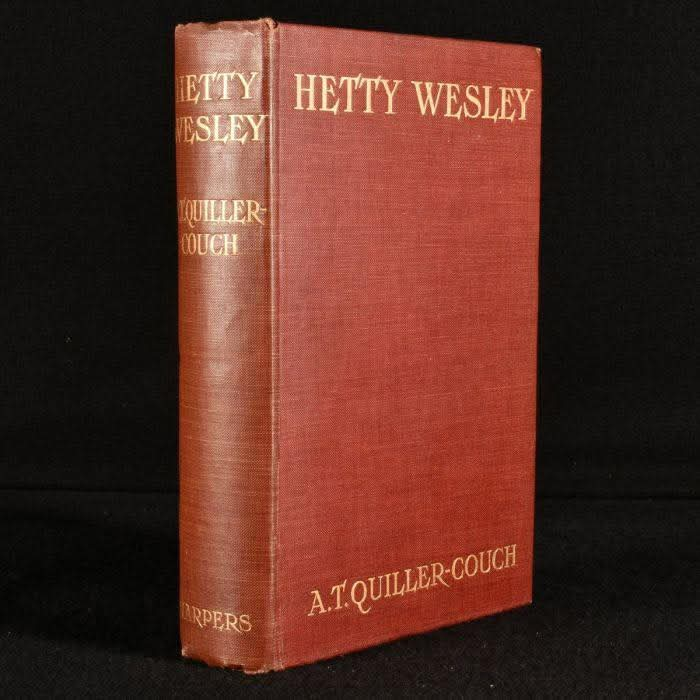 HETTY
WESLEY
A.T. QUILLER-
COUCH
HARPERS
HETTY WESLEY
A.T. QUILLER-COUCH